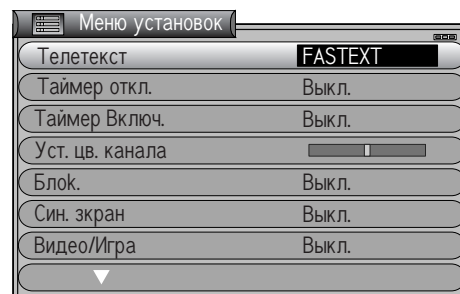 Меню установок
Телетекст FASTEXT
Таймер откл. Выкл.
Таймер Включ. Выкл.
Уст. цв. канала
Блок. Выкл.
Син. зкран Выкл.
Видео/Игра Выкл.